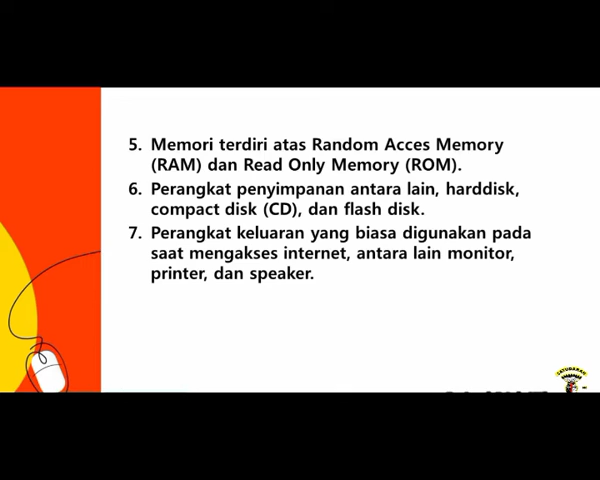 5. Memori terdiri atas Random Acces Memory
(RAM) dan Read Only Memory (ROM).
6. Perangkat penyimpanan antara lain, harddisk,
compact disk (CD), dan flash disk.
7. Perangkat keluaran yang biasa digunakan pada
saat mengakses internet, antara lain monitor,
printer, dan speaker.